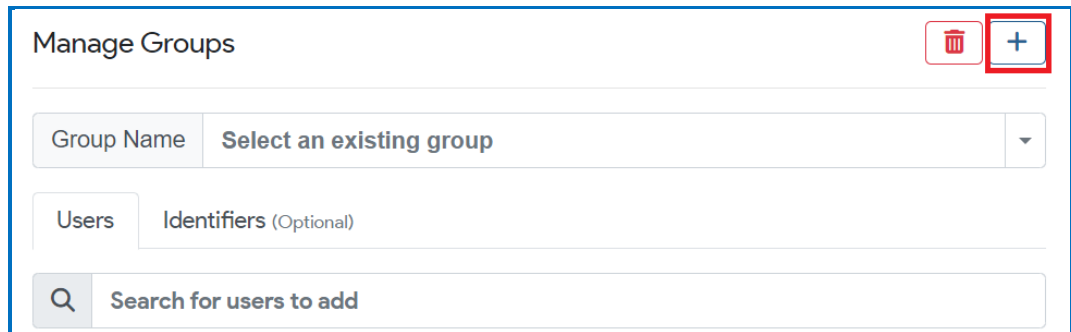 Manage Groups
Group Name Select an existing group
Users Identifiers (Optional)
Search for users to add